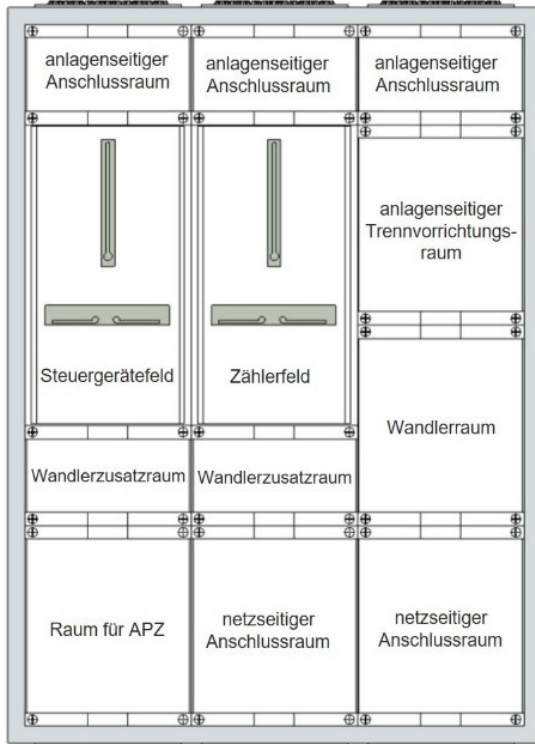 anlagenseitiger
Anschlussraum
anlagenseitiger
Anschlussraum
anlagenseitiger
Anschlussraum
anlagenseitiger
Trennvorrichtungs-
raum
Steuergerätefeld
Zählerfeld
Wandlerraum
Wandlerzusatzraum
Wandlerzusatzraum
Raum für APZ
netzseitiger
Anschlussraum
netzseitiger
Anschlussraum